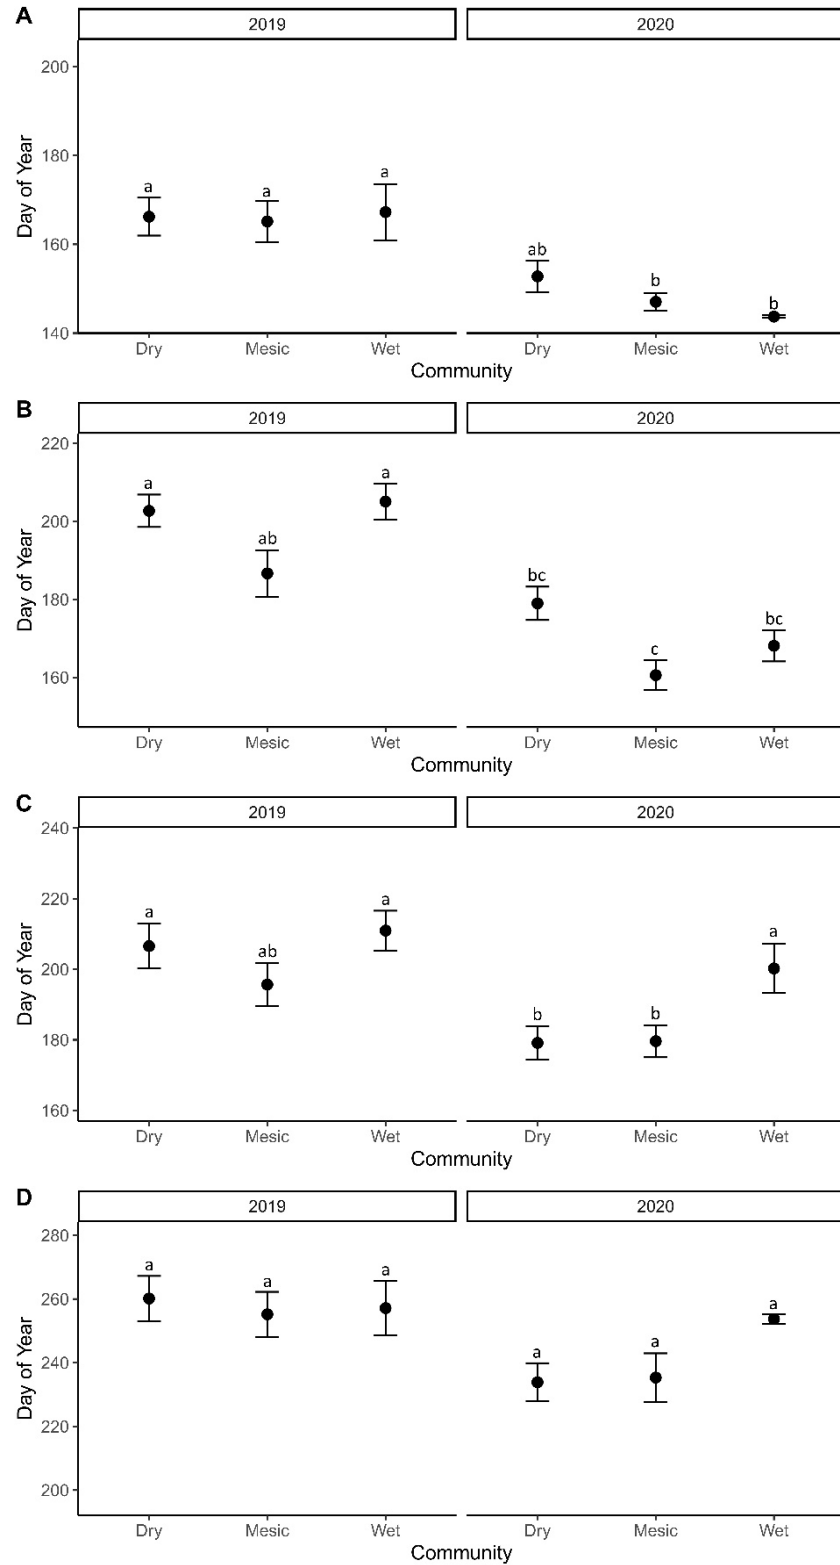 A
2019 2020
200
180
160
140
Day of Year
a a a ab b b
Dry Mesic Wet Dry Mesic Wet
Community
B
2019 2020
220
200
180
160
Day of Year
a ab a bc c bc
Dry Mesic Wet Dry Mesic Wet
Community
C
2019 2020
240
220
200
180
160
Day of Year
a ab a b b a
Dry Mesic Wet Dry Mesic Wet
Community
D
2019 2020
280
260
240
220
200
Day of Year
a a a a a a
Dry Mesic Wet Dry Mesic Wet
Community